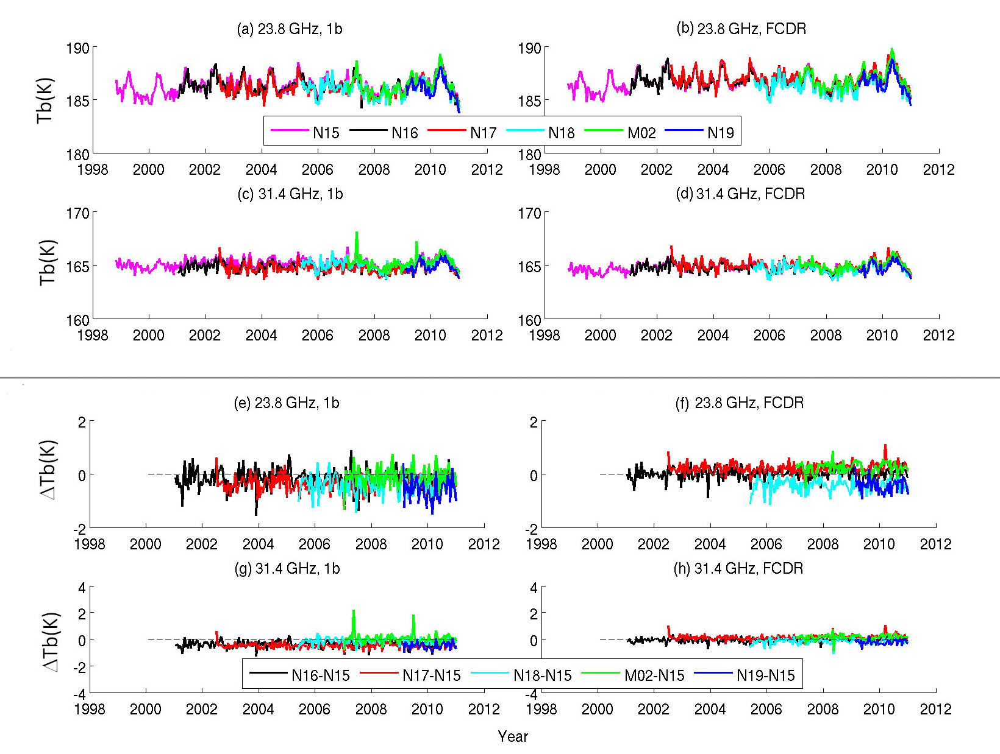 (a) 23.8 GHz, 1b
(b) 23.8 GHz, FCDR
Tb(K)
190
185
180
190
185
180
N15 N16 N17 N18 M02 N19
1998 2000 2002 2004 2006 2008 2010 2012
1998 2000 2002 2004 2006 2008 2010 2012
(c) 31.4 GHz, 1b
(d) 31.4 GHz, FCDR
Tb(K)
170
165
160
170
165
160
1998 2000 2002 2004 2006 2008 2010 2012
1998 2000 2002 2004 2006 2008 2010 2012
(e) 23.8 GHz, 1b
(f) 23.8 GHz, FCDR
△Tb(K)
2
0
-2
2
0
-2
1998 2000 2002 2004 2006 2008 2010 2012
1998 2000 2002 2004 2006 2008 2010 2012
(g) 31.4 GHz, 1b
(h) 31.4 GHz, FCDR
△Tb(K)
4
2
0
-2
-4
4
2
0
-4
N16-N15 N17-N15 N18-N15 M02-N15 N19-N15
1998 2000 2002 2004 2006 2008 2010 2012
1998 2000 2002 2004 2006 2008 2010 2012
Year